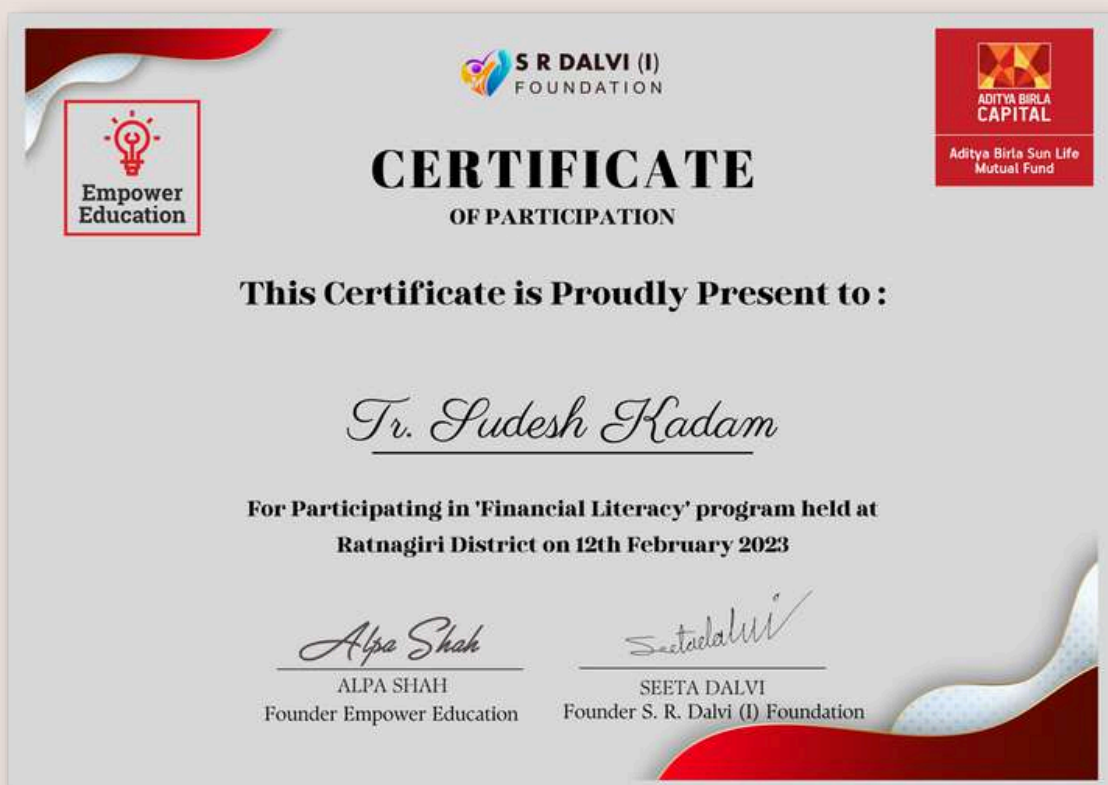 S R DALVI (I)
FOUNDATION
ADITYA BIRLA
CAPITAL
Aditya Birla Sun Life
Mutual Fund
Empower
Education
CERTIFICATE
OF PARTICIPATION
This Certificate is Proudly Present to :
Tr. Sudesh Kadam
For Participating in 'Financial Literacy' program held at
Ratnagiri District on 12th February 2023
Alpa Shah
Seetadalvi
ALPA SHAH
Founder Empower Education
SEETA DALVI
Founder S. R. Dalvi (I) Foundation